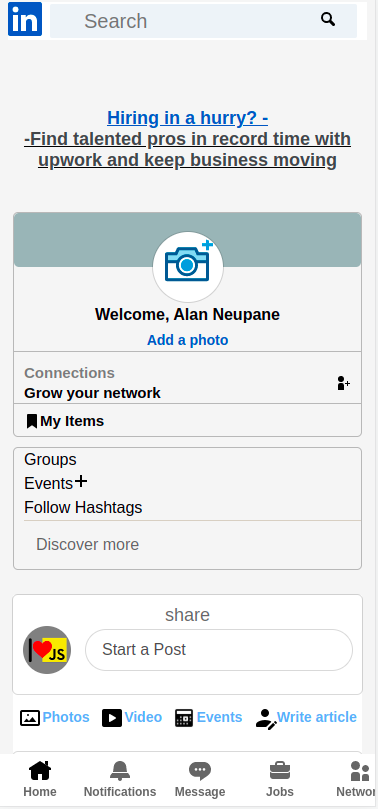 in
Search
Hiring in a hurry? -
-Find talented pros in record time with
upwork and keep business moving
Welcome, Alan Neupane
Add a photo
Connections
Grow your network
My Items
Groups
Events
Follow Hashtags
Discover more
share
I JS
Start a Post
Photos Video Events Write article
Home Notifications Message Jobs Networ